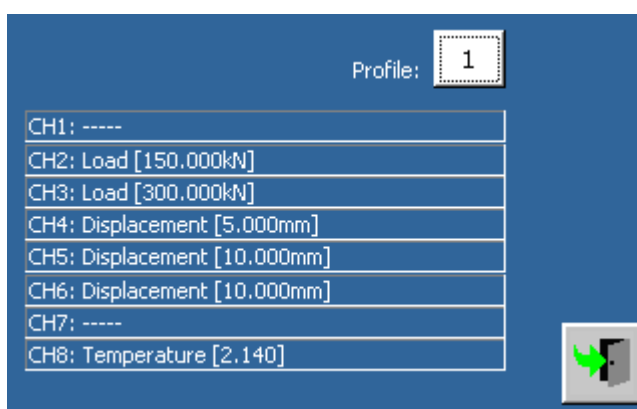 Profile: 1
CH1: -----
CH2: Load [150.000kN]
CH3: Load [300.000kN]
CH4: Displacement [5.000mm]
CH5: Displacement [10.000mm]
CH6: Displacement [10.000mm]
CH7: -----
CH8: Temperature [2.140]